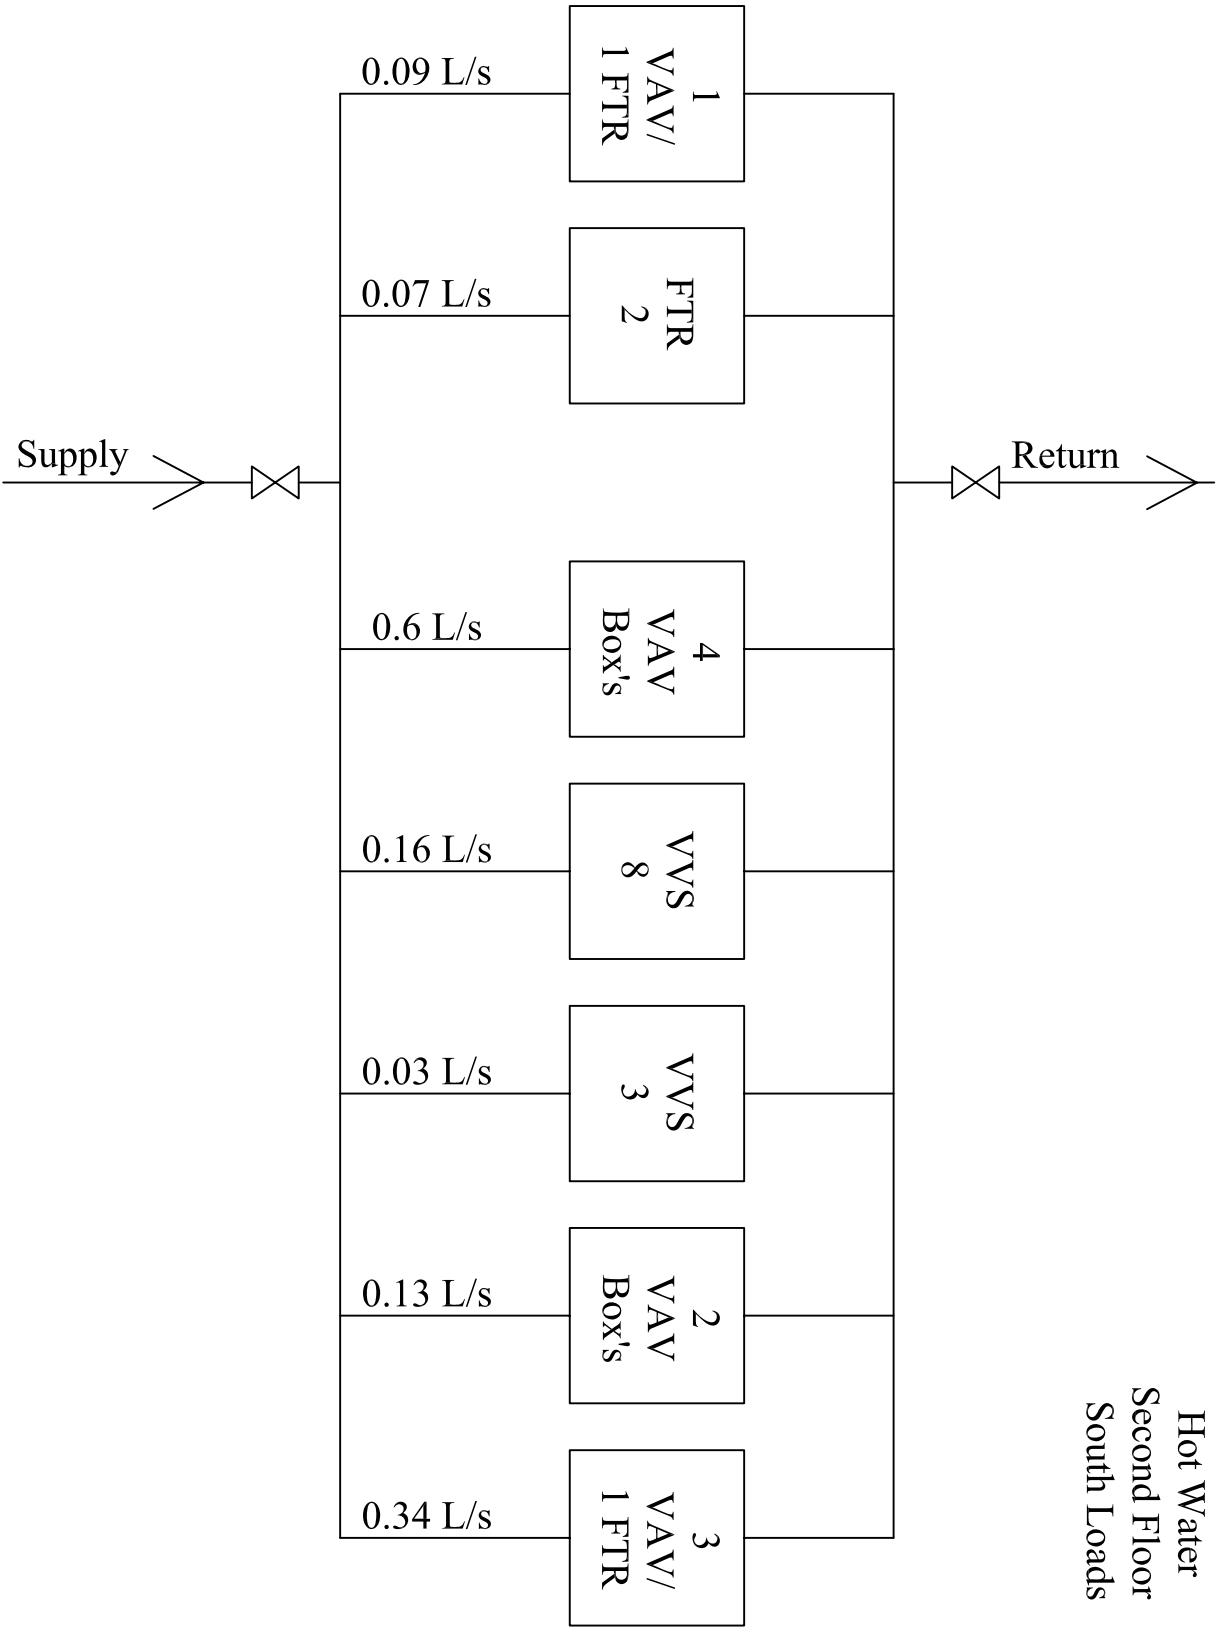 0.09 L/s
1
VAV/
1 FTR
0.07 L/s
FTR
2
Supply
Return
0.6 L/s
4
VAV
Box's
0.16 L/s
VVS
8
0.03 L/s
VVS
3
0.13 L/s
2
VAV
Box's
0.34 L/s
3
VAV/
1 FTR
Hot Water
Second Floor
South Loads